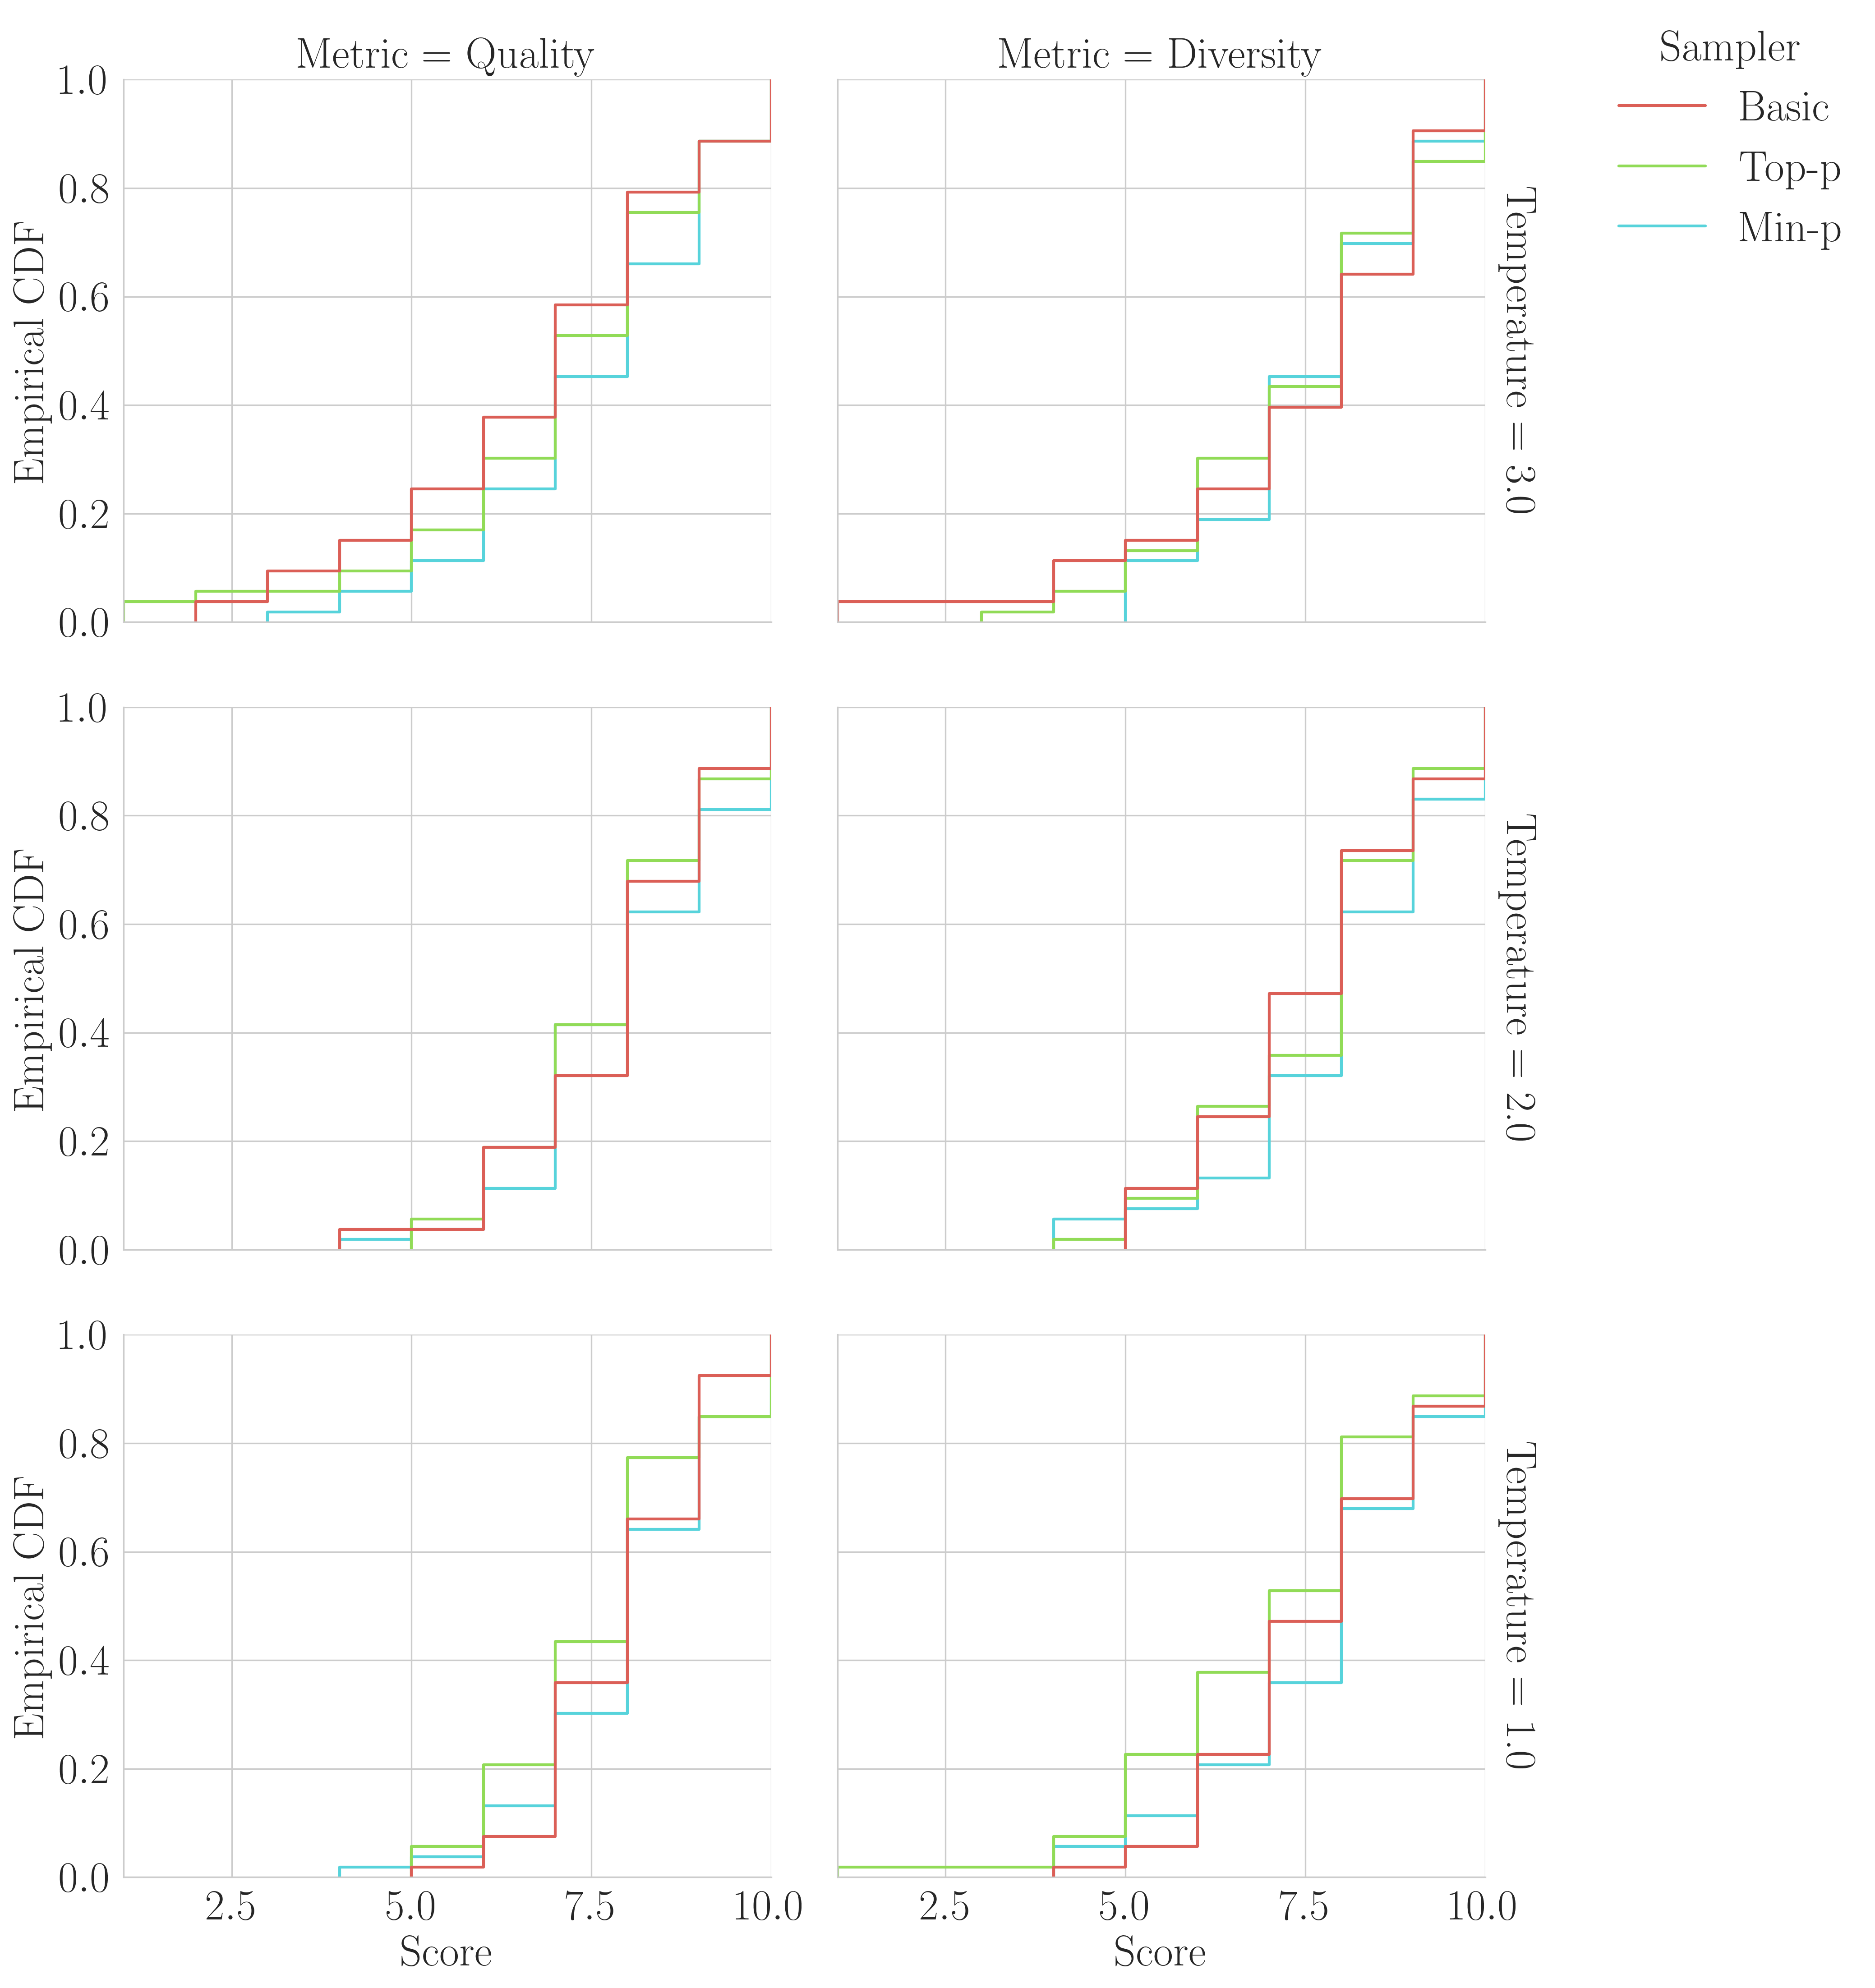 Metric = Quality
Metric = Diversity
Sampler
Basic
Top-p
Min-p
1.0
0.8
0.6
0.4
0.2
0.0
Empirical CDF
Temperature = 3.0
1.0
0.8
0.6
0.4
0.2
0.0
Empirical CDF
Temperature = 2.0
1.0
0.8
0.6
0.4
0.2
0.0
Empirical CDF
Temperature = 1.0
2.5 5.0 7.5 10.0
2.5 5.0 7.5 10.0
Score
Score